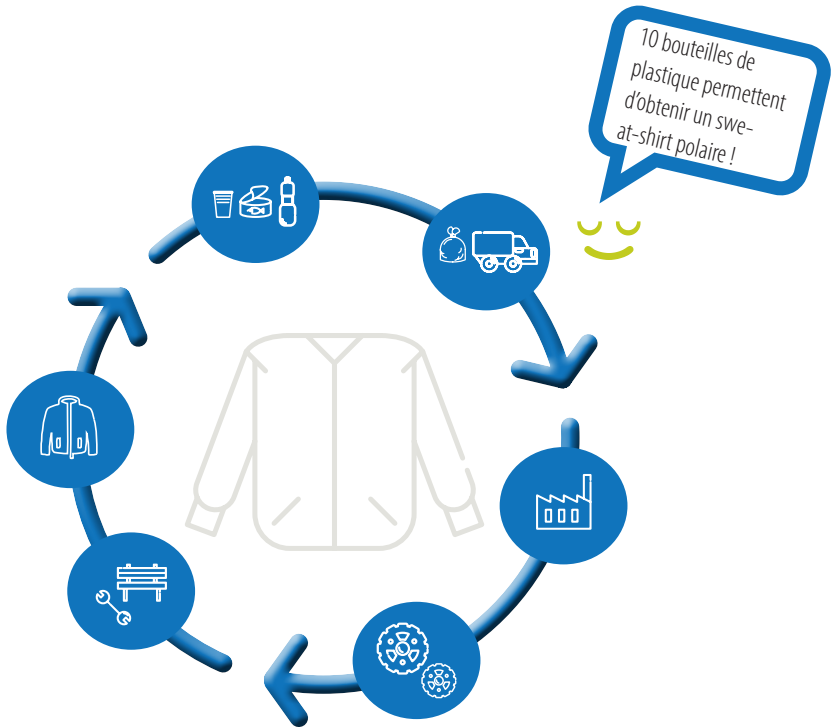 10 bouteilles de
plastique permettent
d'obtenir un swe-
at-shirt polaire !